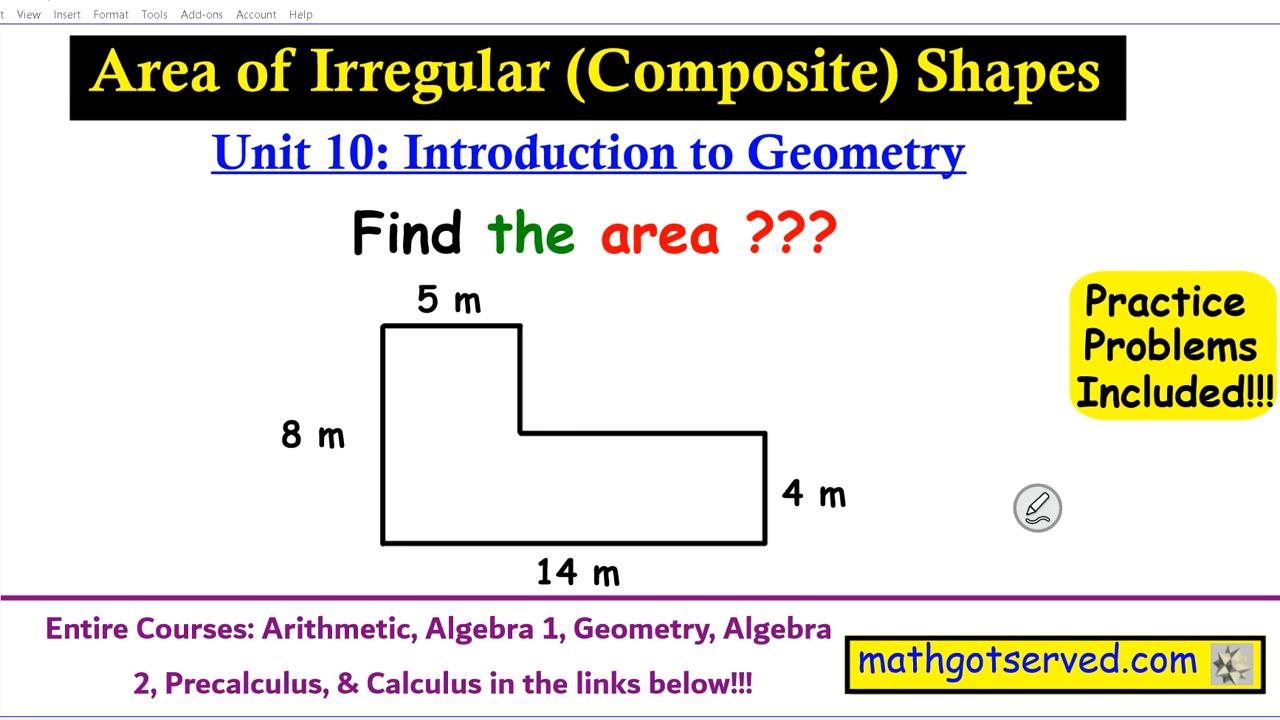 t View Insert Format Tools Add-ons Account Help
Area of Irregular (Composite) Shapes
Unit 10: Introduction to Geometry
Find the area ???
5 m
Practice
Problems
Included!!!
8 m
4 m
14 m
Entire Courses: Arithmetic, Algebra 1, Geometry, Algebra
2, Precalculus, & Calculus in the links below!!!
mathgotserved.com